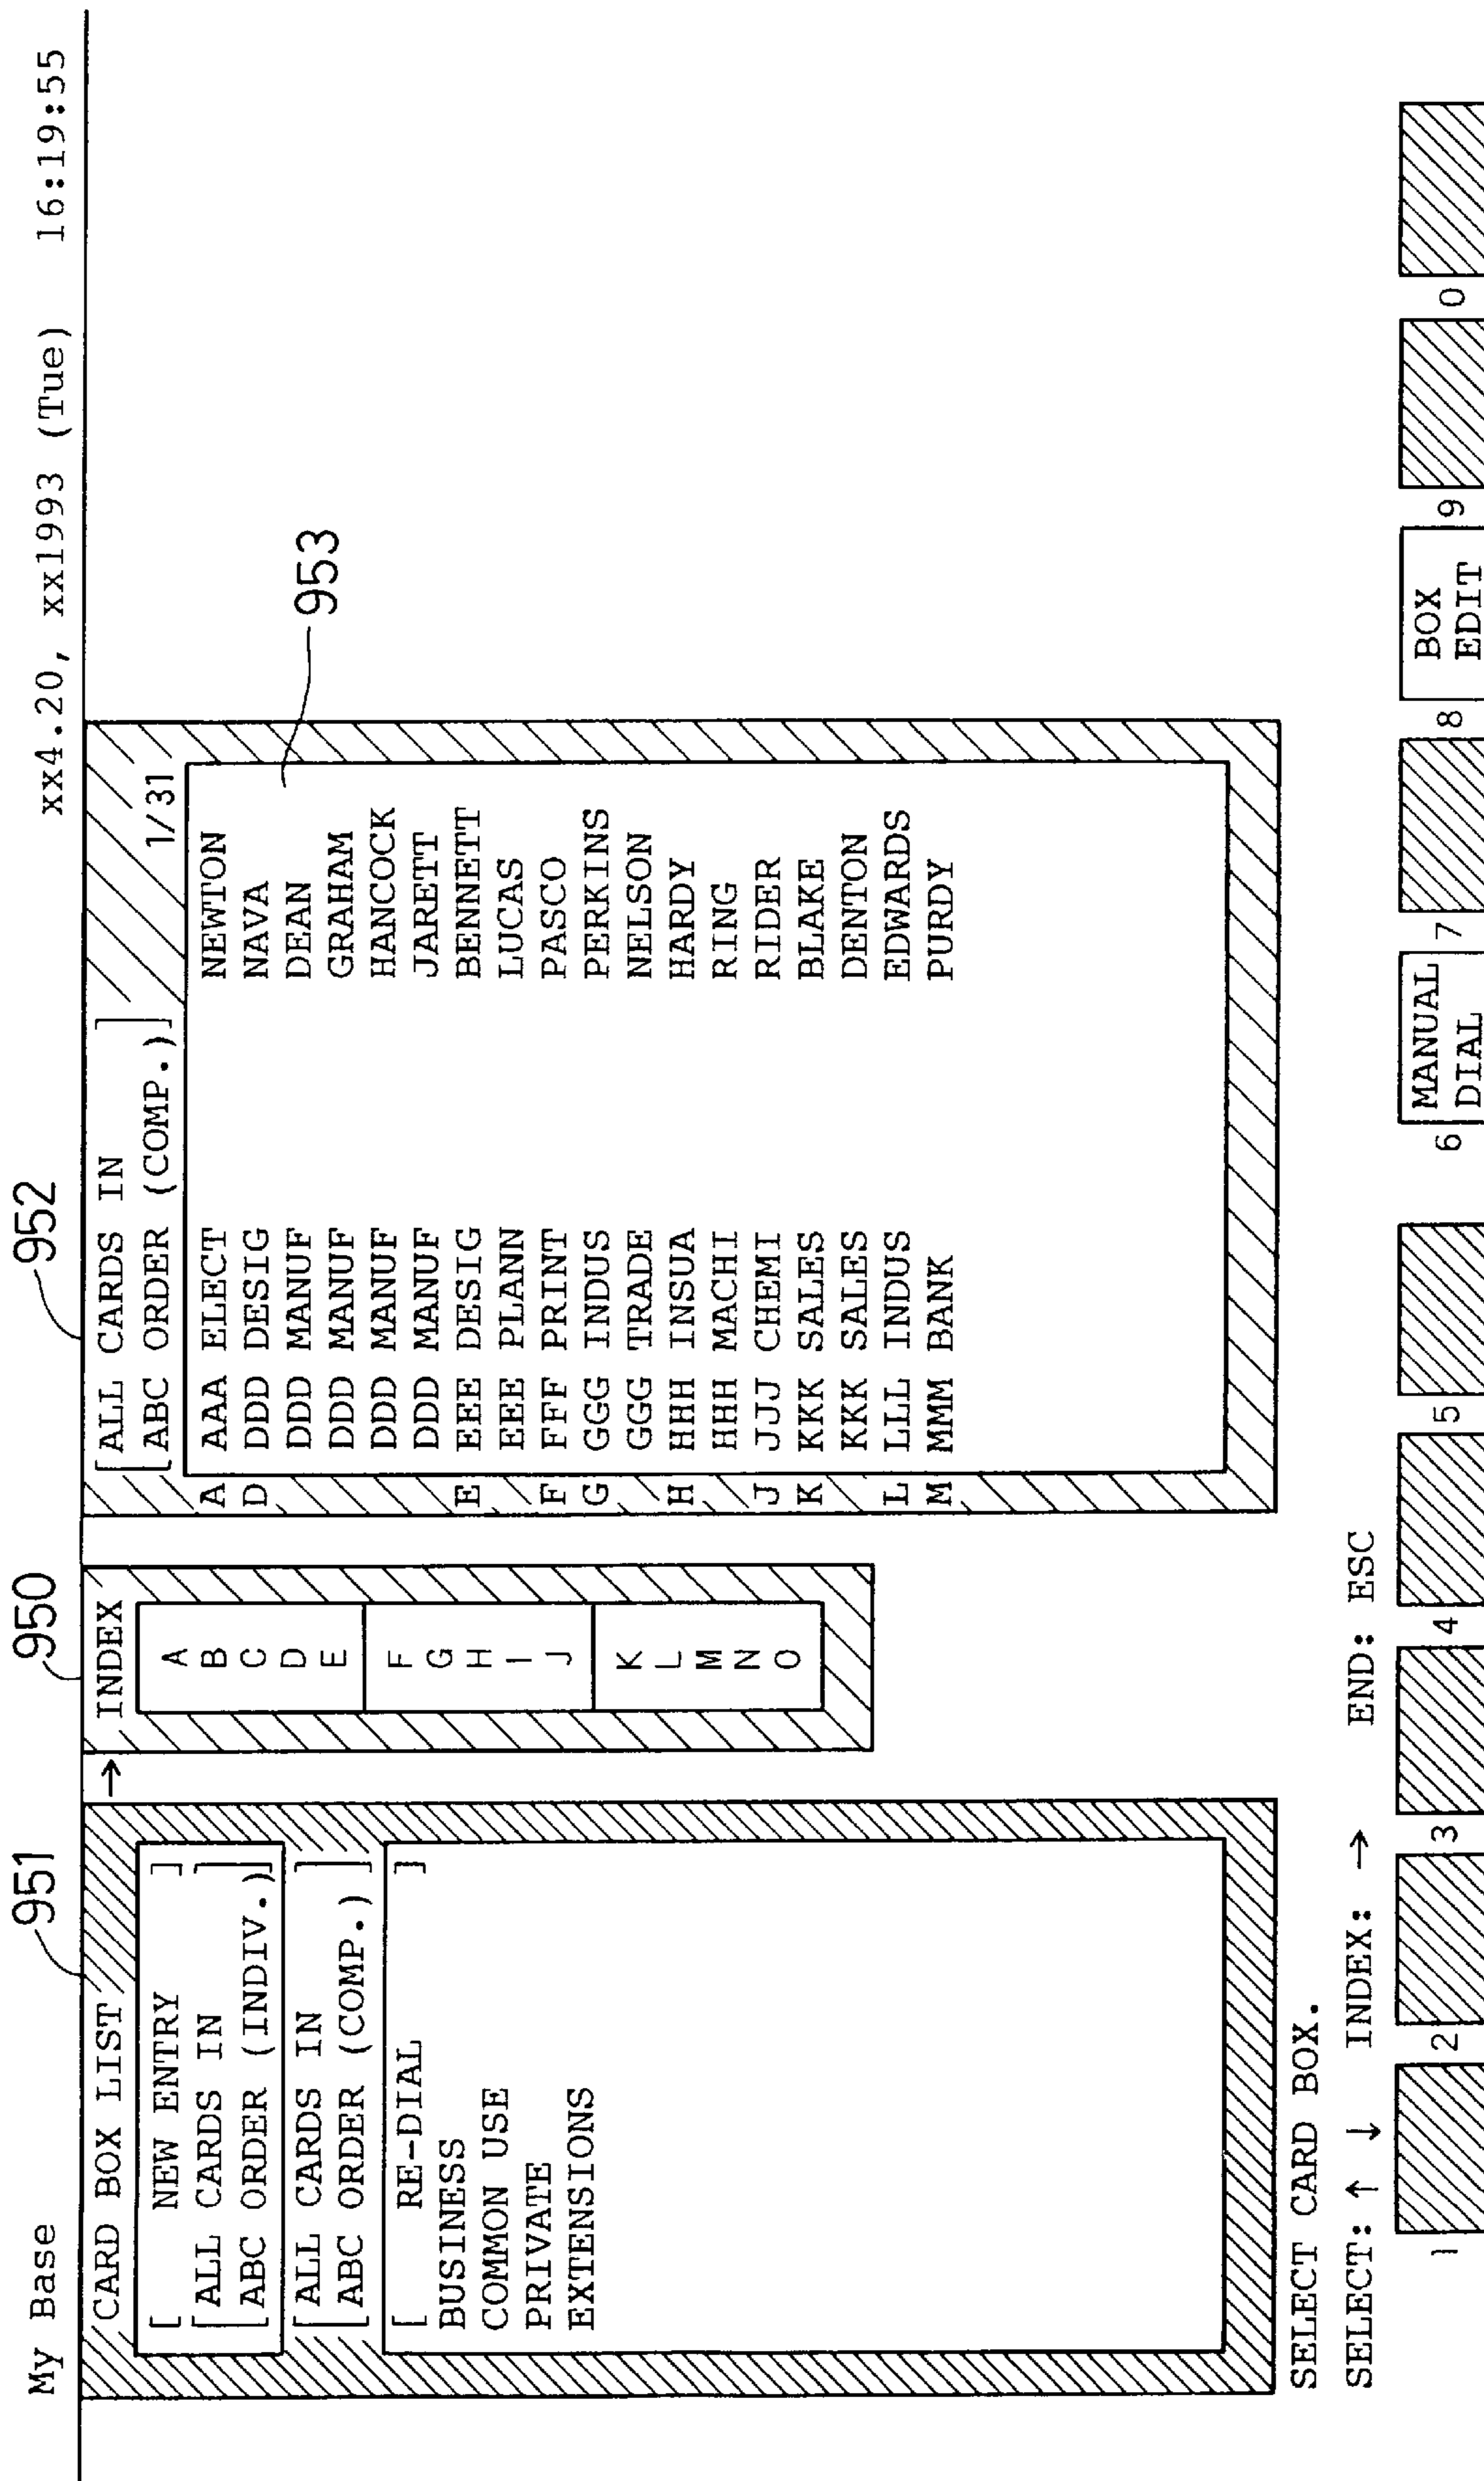 My Base xx4.20, xx1993 (Tue) 16:19:55
951
CARD BOX LIST
[ NEW ENTRY ]
[ALL CARDS IN ]
[ABC ORDER (INDIV.)]
[ALL CARDS IN ]
[ABC ORDER (COMP.)]
[ RE-DIAL ]
BUSINESS
COMMON USE
PRIVATE
EXTENSIONS
→
950
INDEX
A
B
C
D
E
F
G
H
I
J
K
L
M
N
O
952
[ALL CARDS IN ]
[ABC ORDER (COMP.)] 1/31
953
A AAA ELECT NEWTON
D DDD DESIG NAVA
DDD MANUF DEAN
DDD MANUF GRAHAM
DDD MANUF HANCOCK
DDD MANUF JARETT
E EEE DESIG BENNETT
EEE PLANN LUCAS
F FFF PRINT PASCO
G GGG INDUS PERKINS
GGG TRADE NELSON
H HHH INSUA HARDY
HHH MACHI RING
J JJJ CHEMI RIDER
K KKK SALES BLAKE
KKK SALES DENTON
L LLL INDUS EDWARDS
M MMM BANK PURDY
SELECT CARD BOX.
SELECT: ↑ ↓ INDEX: → END: ESC
1 2 3 4 5 6 MANUAL 7 8 BOX 9 0
DIAL EDIT